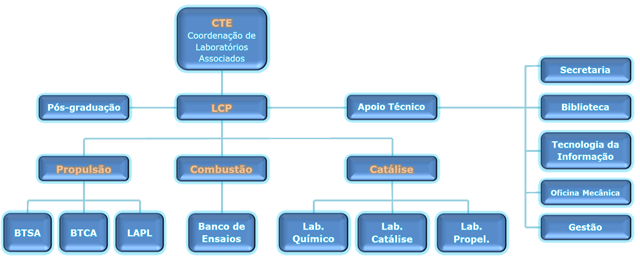 CTE
Coordenação de
Laboratórios
Associados
Secretaria
Pós-graduação
LCP
Apoio Técnico
Biblioteca
Tecnologia da
Informação
Propulsão
Combustão
Catálise
Oficina Mecânica
BTSA
BTCA
LAPL
Banco de
Ensaios
Lab.
Químico
Lab.
Catálise
Lab.
Propel.
Gestão